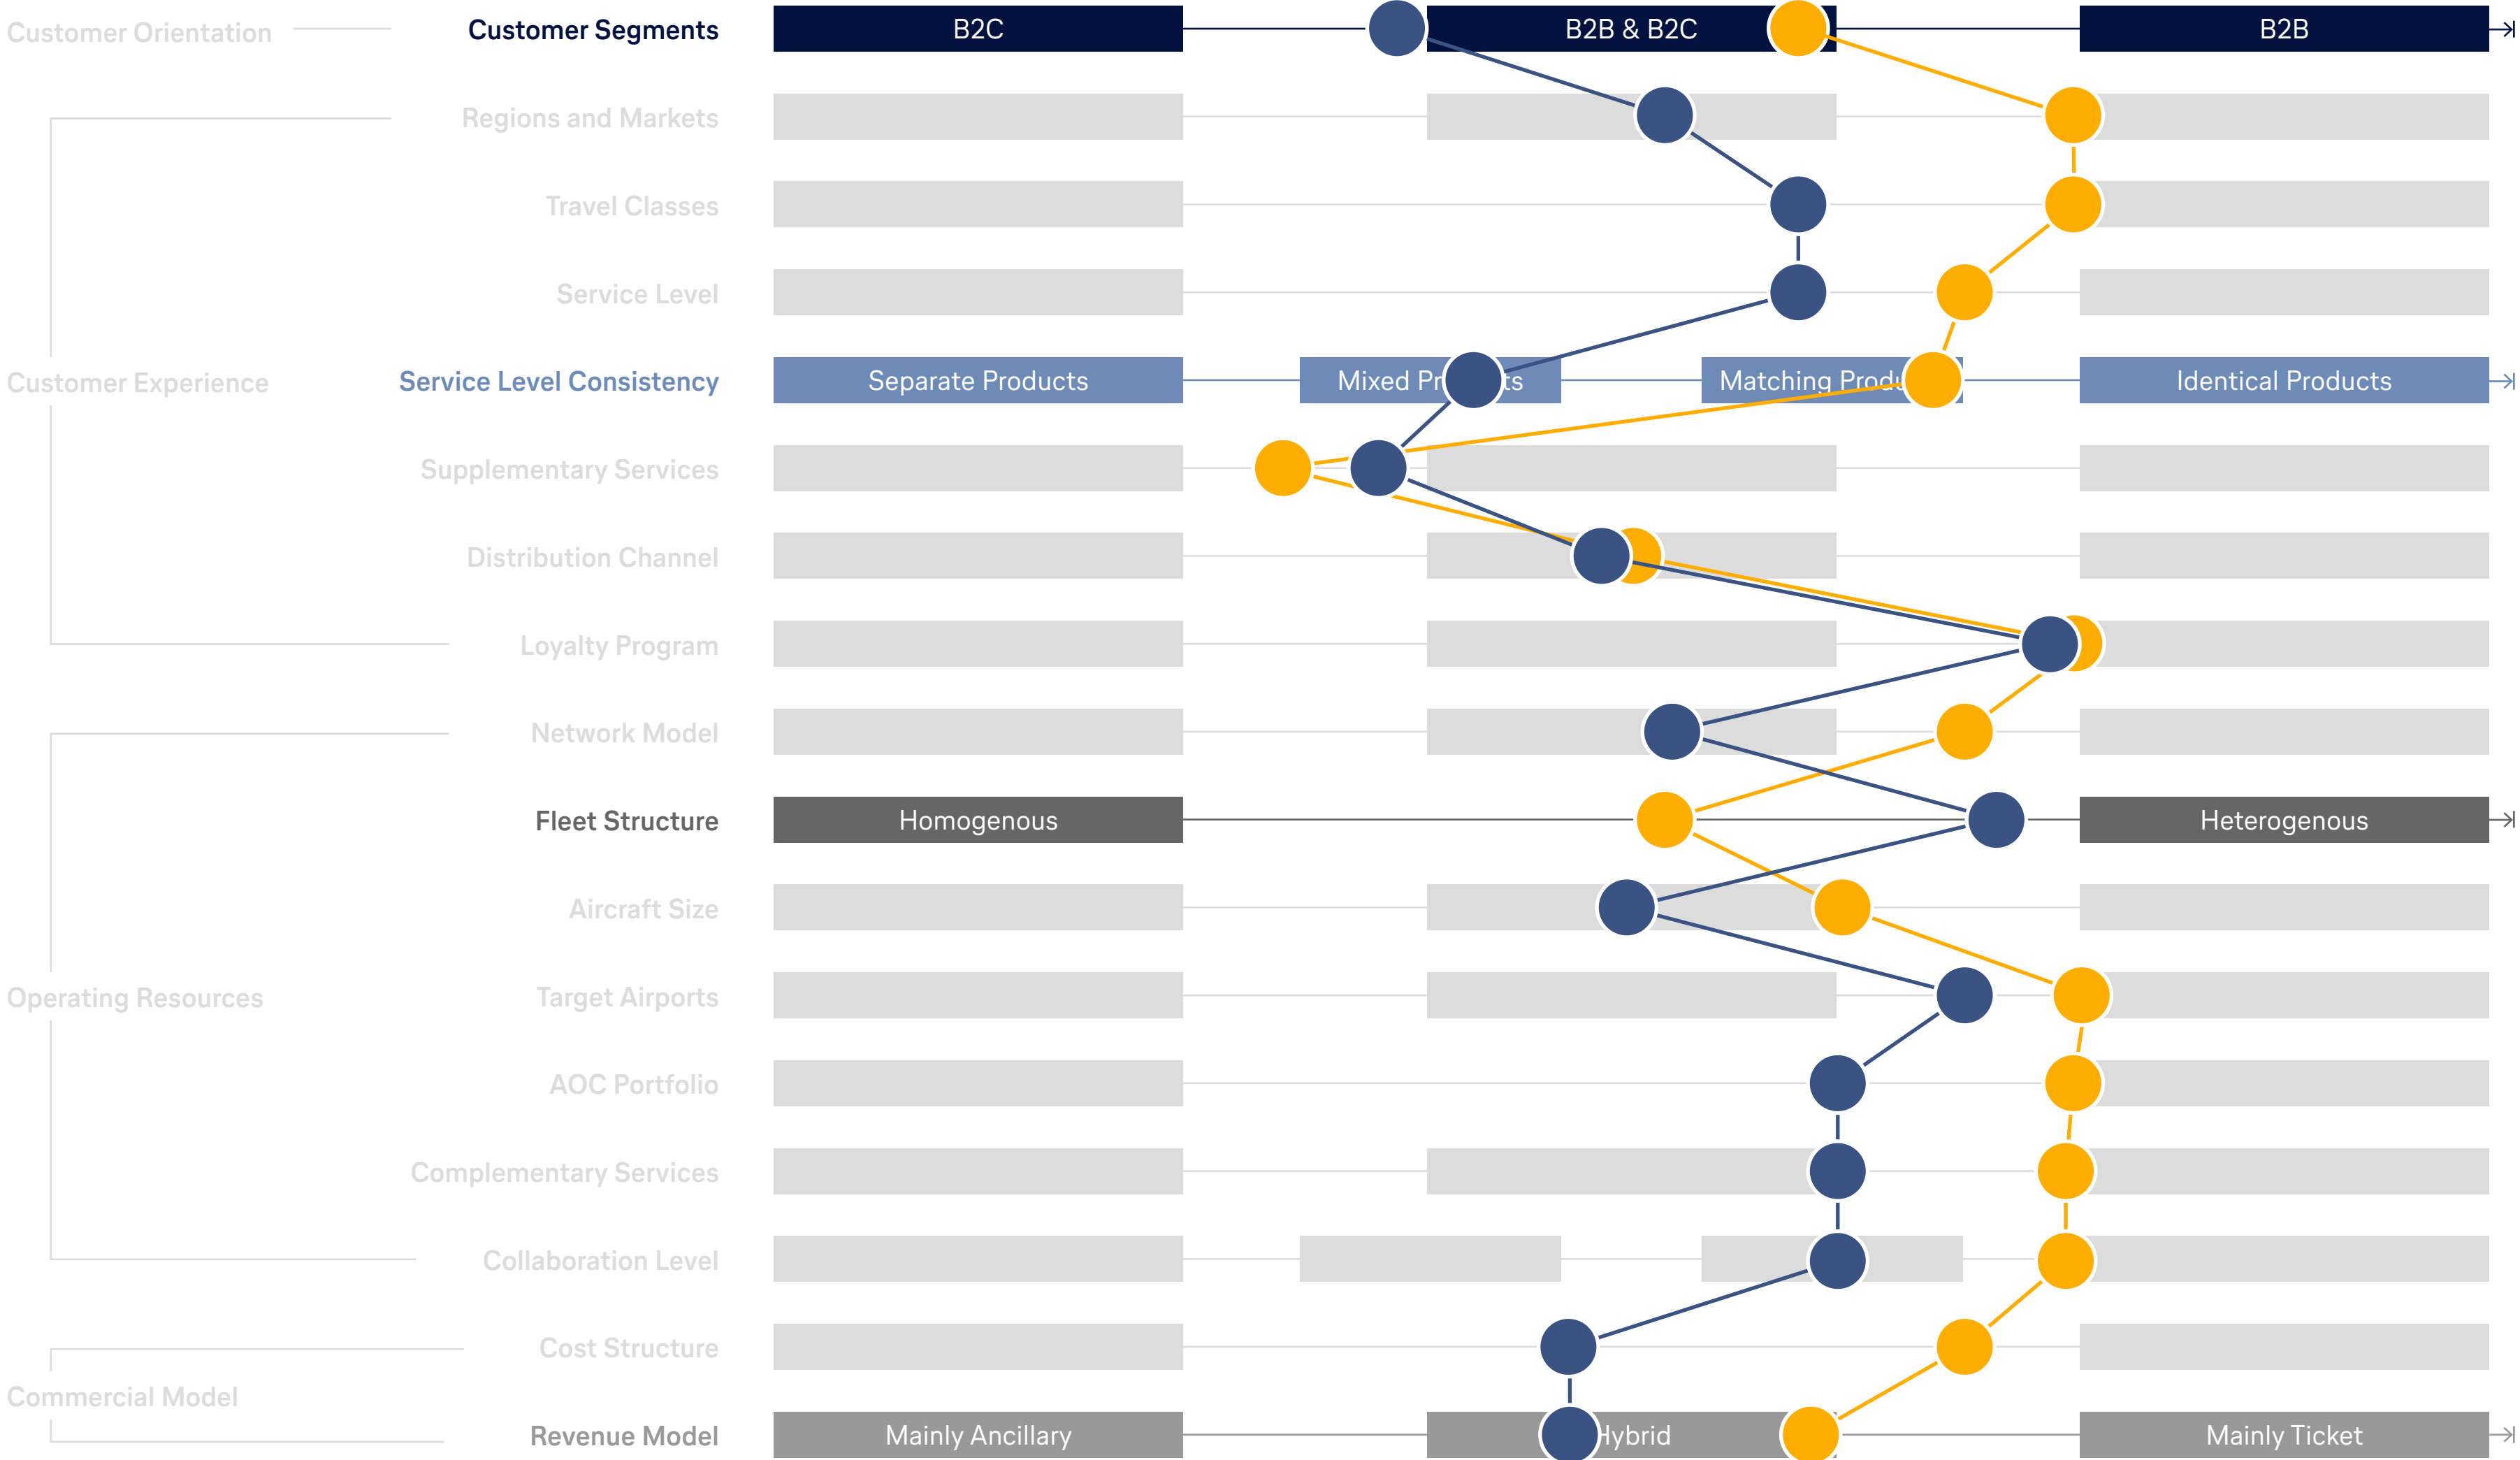 Customer Orientation Customer Segments B2C B2B & B2C B2B
Regions and Markets
Travel Classes
Service Level
Customer Experience Service Level Consistency Separate Products Mixed Matching Identical Products
Supplementary Services
Distribution Channel
Loyalty Program
Network Model
Fleet Structure Homogenous Heterogenous
Aircraft Size
Operating Resources Target Airports
AOC Portfolio
Complementary Services
Collaboration Level
Cost Structure
Commercial Model
Revenue Model Mainly Ancillary Hybrid Mainly Ticket